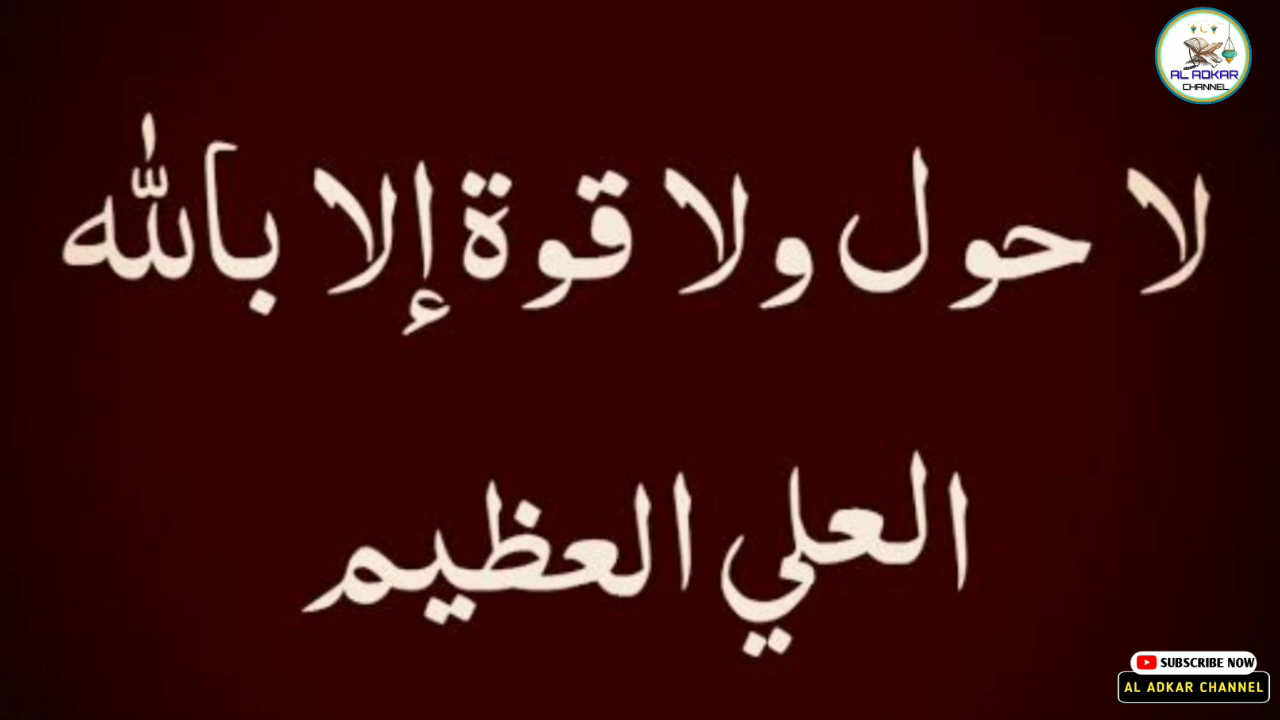 AL ADKAR
CHANNEL
لا حول ولا قوة إلا بالله
العلي العظيم
SUBSCRIBE NOW
AL ADKAR CHANNEL